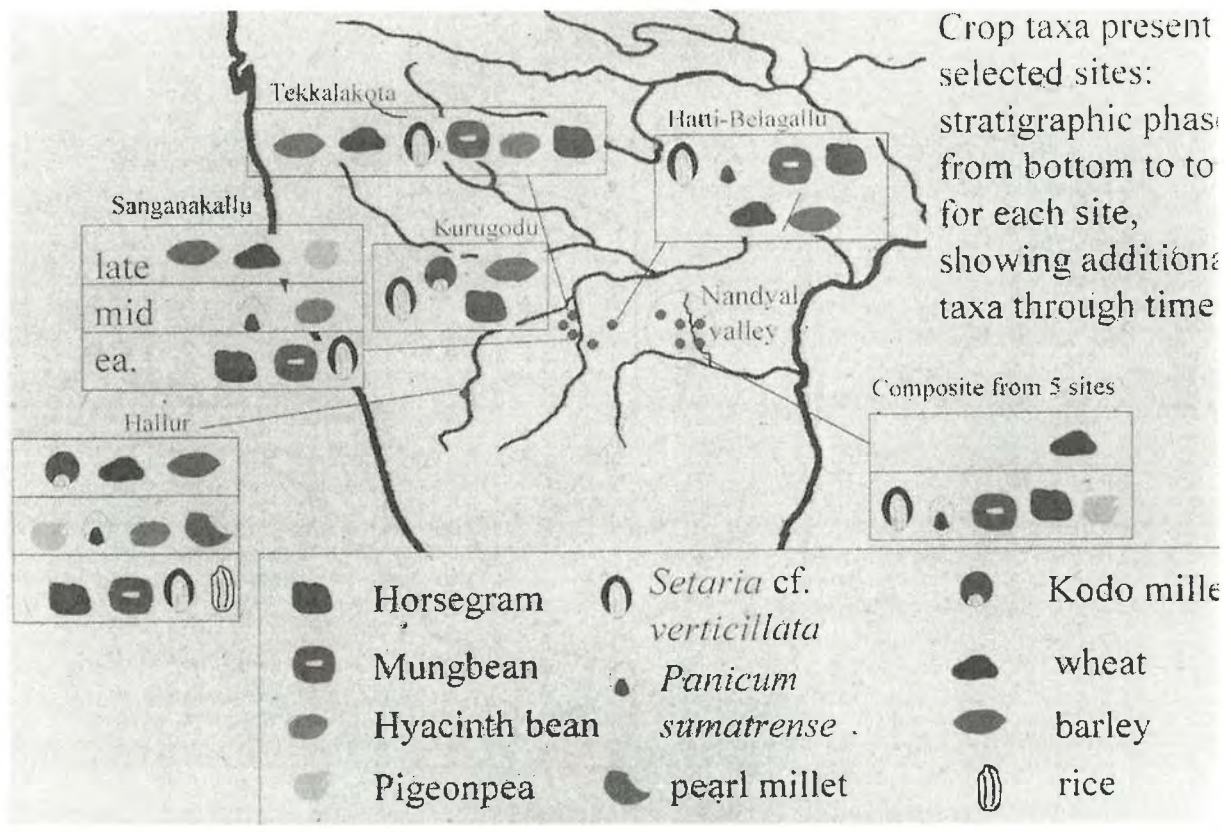 Crop taxa present
selected sites:
stratigraphic phas
from bottom to to
for each site,
showing additiona
taxa through time
Tekkalakota
Hatti-Belagallu
Sanganakallu
late
mid
ea.
Kurugodu
Nandyal
valley
Hallur
Composite from 5 sites
Horsegram
Mungbean
Hyacinth bean
Pigeonpea
Setaria cf.
verticillata
Panicum
sumatrense .
pearl millet
Kodo mille
wheat
barley
rice